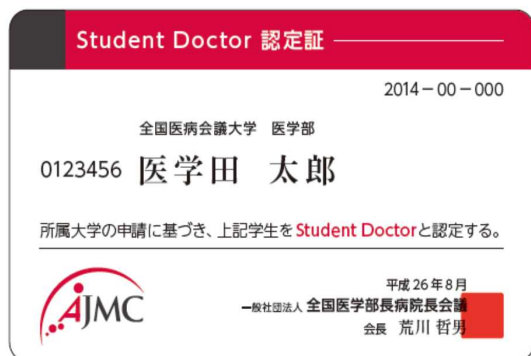 Student Doctor 認定証
2014－00－000
全国医病会議大学　医学部
0123456 医学田　太郎
所属大学の申請に基づき、上記学生をStudent Doctorと認定する。
AJMC
平成26年8月
一般社団法人 全国医学部長病院長会議
会長　荒川 哲男